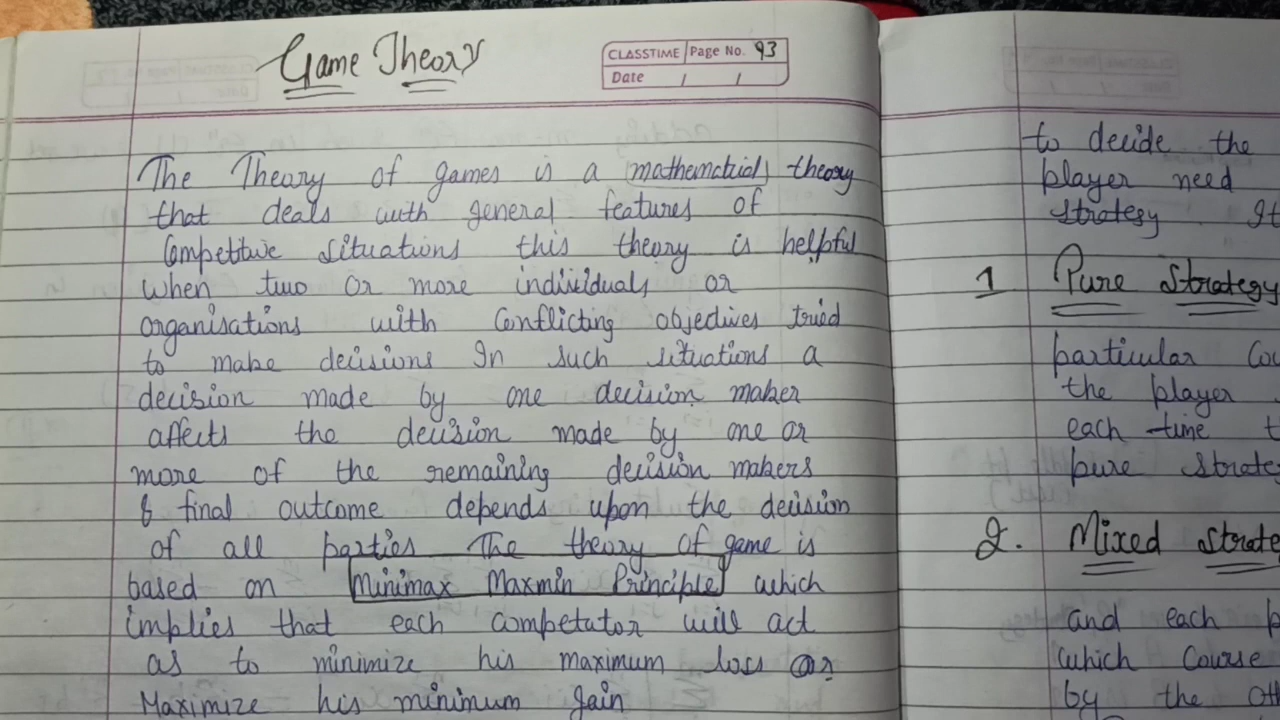 Game Theory
CLASSTIME Page No. 93
Date / /
The Theory of games is a mathematical theory
that deals with general features of
Competitive Situations this theory is helpful
when two or more individuals or
organisations with Conflicting objectives tried
to make decisions In such situations a
decision made by one decision maker
affects the decision made by one or
more of the remaining decision makers
& final outcome depends upon the decision
of all parties The theory of game is
based on Minimax Maxmin Principle which
implies that each competator will act
as to minimize his maximum loss or
Maximize his minimum gain
to decide the
player need
strategy It
1 Pure Strategy
particular Cou
the player
each time t
pure Strate
2. Mixed Strate
and each p
which Course
by the oth